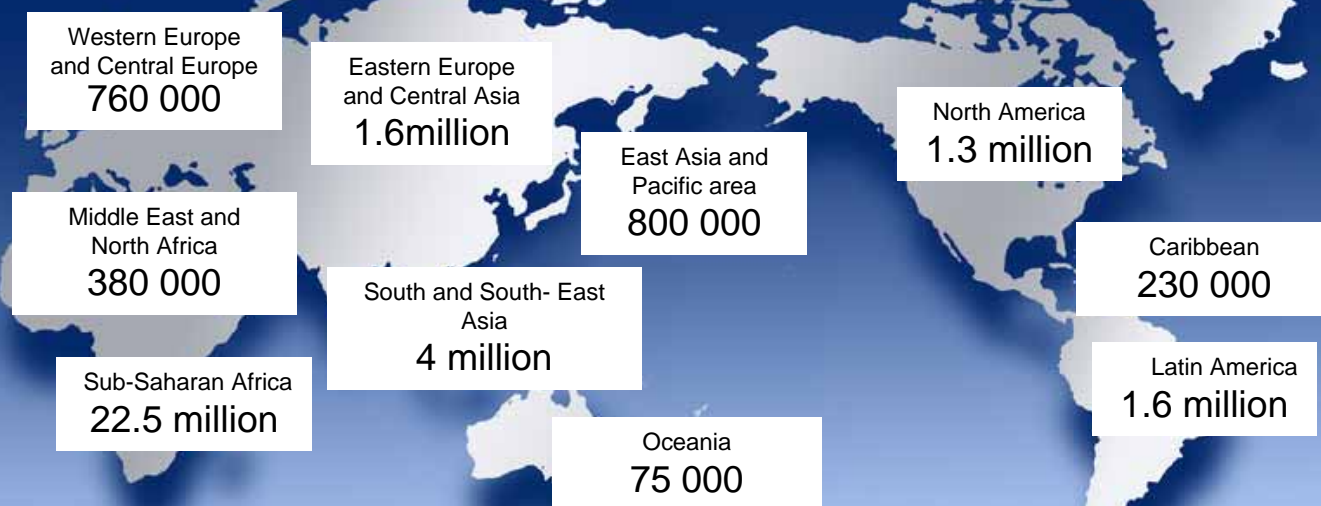 Western Europe
and Central Europe
760 000
Eastern Europe
and Central Asia
1.6million
North America
1.3 million
East Asia and
Pacific area
800 000
Middle East and
North Africa
380 000
Caribbean
230 000
South and South- East
Asia
4 million
Sub-Saharan Africa
22.5 million
Latin America
1.6 million
Oceania
75 000